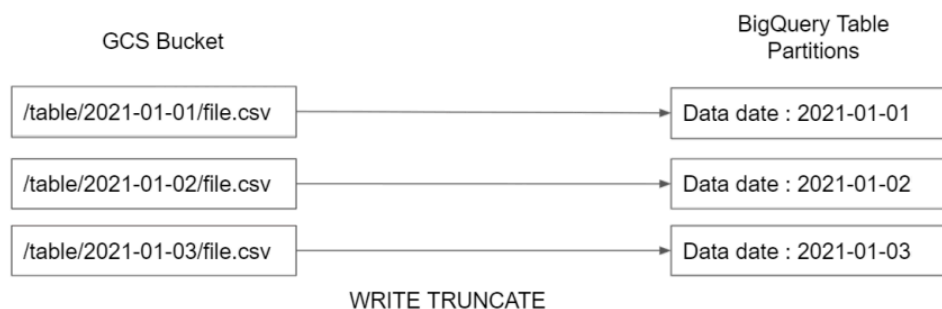 GCS Bucket
BigQuery Table
Partitions
/table/2021-01-01/file.csv
Data date : 2021-01-01
/table/2021-01-02/file.csv
Data date : 2021-01-02
/table/2021-01-03/file.csv
Data date : 2021-01-03
WRITE TRUNCATE